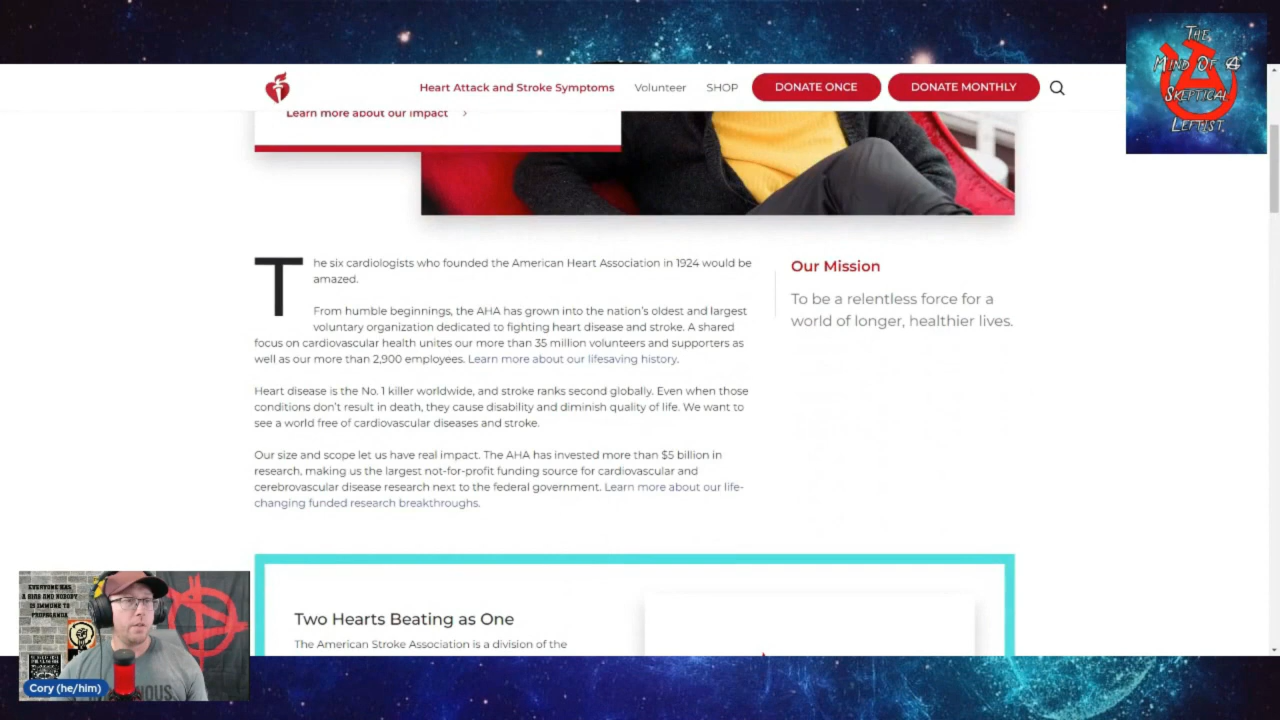 THE
MIND OF A
SKEPTICAL
LEFTIST
Heart Attack and Stroke Symptoms
Volunteer
SHOP
DONATE ONCE
DONATE MONTHLY
Learn more about our impact
The six cardiologists who founded the American Heart Association in 1924 would be
amazed.
From humble beginnings, the AHA has grown into the nation's oldest and largest
voluntary organization dedicated to fighting heart disease and stroke. A shared
focus on cardiovascular health unites our more than 35 million volunteers and supporters as
well as our more than 2,900 employees. Learn more about our lifesaving history.
Heart disease is the No. 1 killer worldwide, and stroke ranks second globally. Even when those
conditions don't result in death, they cause disability and diminish quality of life. We want to
see a world free of cardiovascular diseases and stroke.
Our size and scope let us have real impact. The AHA has invested more than $5 billion in
research, making us the largest not-for-profit funding source for cardiovascular and
cerebrovascular disease research next to the federal government. Learn more about our life-
changing funded research breakthroughs.
Our Mission
To be a relentless force for a
world of longer, healthier lives.
Two Hearts Beating as One
The American Stroke Association is a division of the
EVERYONE HAS
A BIAS AND NOBODY
IS IMMUNE TO
PROPAGANDA
Cory (he/him)